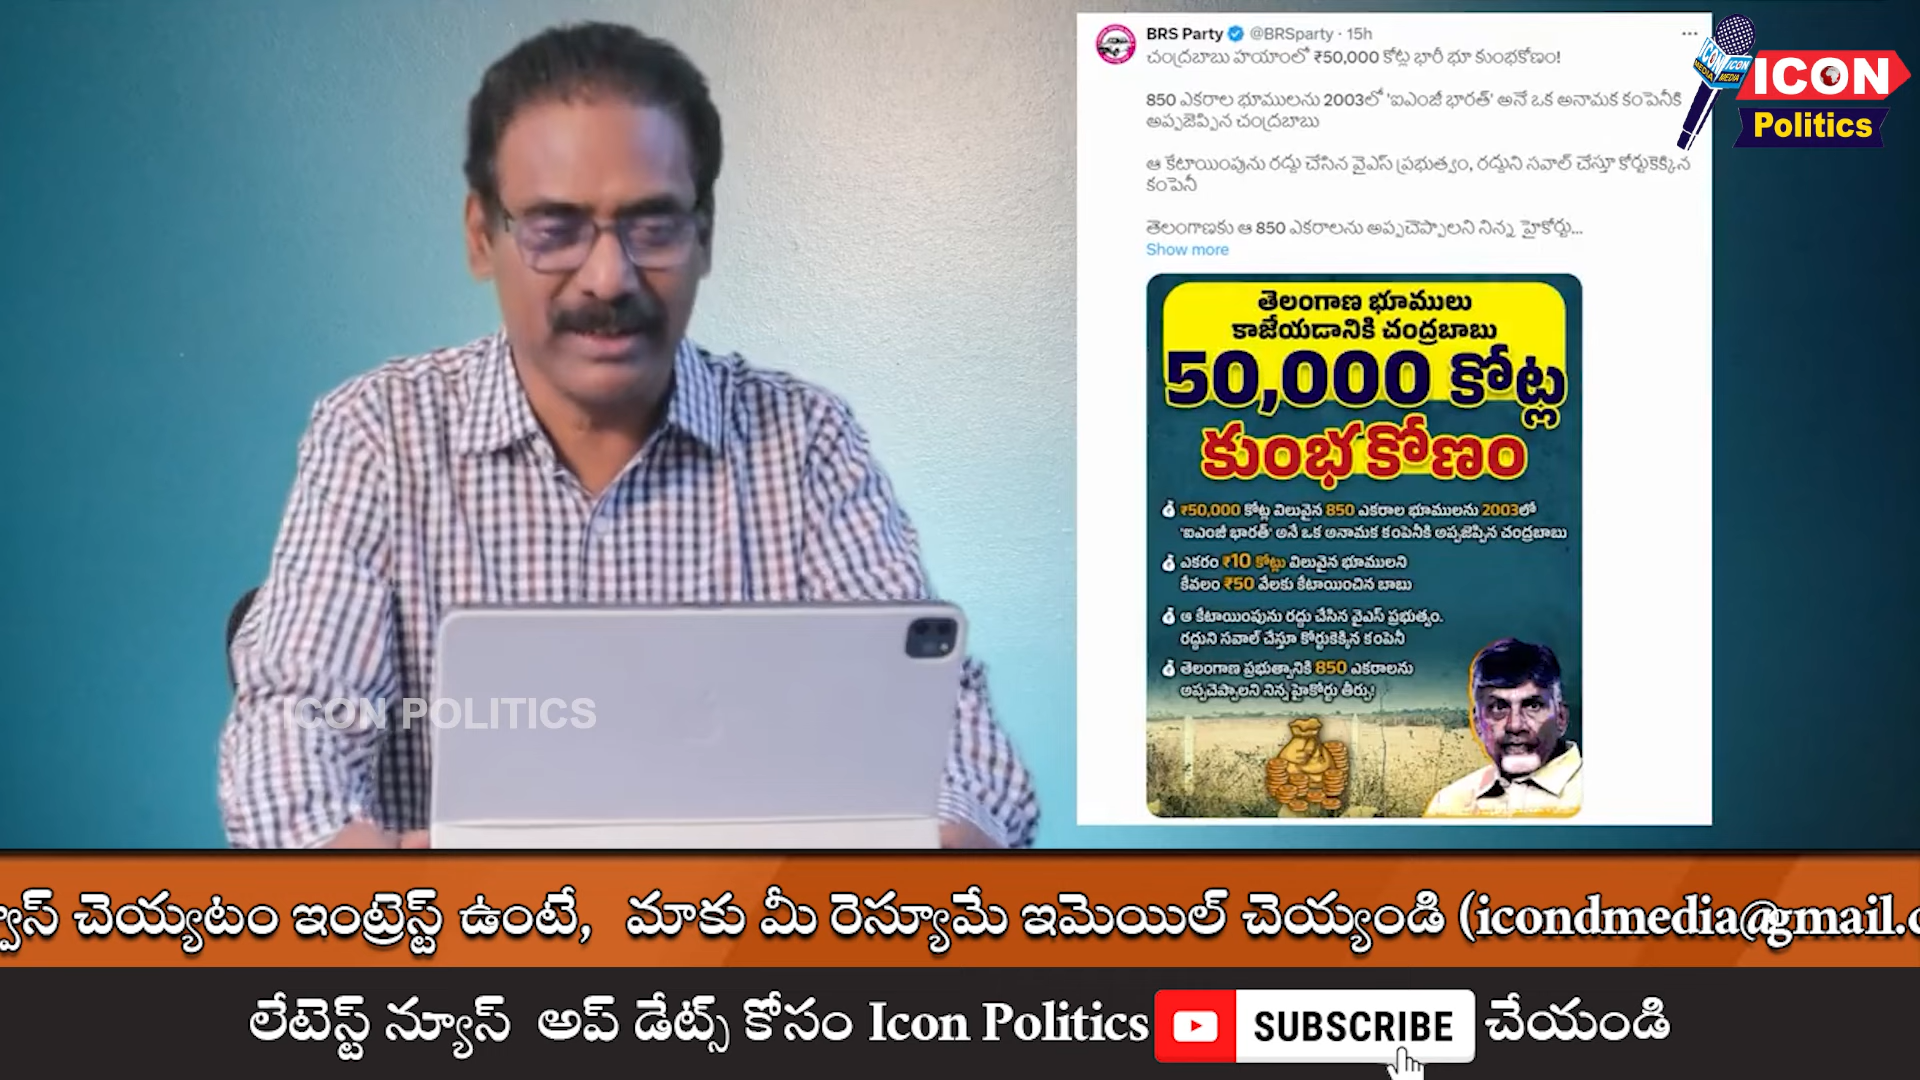 BRS Party @BRSparty · 15h
చంద్రబాబు హయాంలో ₹50,000 కోట్ల భారీ భూ కుంభకోణం!
850 ఎకరాల భూములను 2003లో 'ఐఎంజీ భారత్' అనే ఒక అనామక కంపెనీకి
అప్పజెప్పిన చంద్రబాబు
ఆ కేటాయింపును రద్దు చేసిన వైఎస్ ప్రభుత్వం, రద్దుని సవాల్ చేస్తూ కోర్టుకెక్కిన
కంపెనీ
తెలంగాణకు ఆ 850 ఎకరాలను అప్పచెప్పాలని నిన్న హైకోర్టు...
Show more
తెలంగాణ భూములు
కాజేయడానికి చంద్రబాబు
50,000 కోట్ల
కుంభకోణం
₹50,000 కోట్ల విలువైన 850 ఎకరాల భూములను 2003లో
'ఐఎంజీ భారత్' అనే ఒక అనామక కంపెనీకి అప్పజెప్పిన చంద్రబాబు
ఎకరం ₹10 కోట్లు విలువైన భూములని
కేవలం ₹50 వేలకు కేటాయించిన బాబు
ఆ కేటాయింపును రద్దు చేసిన వైఎస్ ప్రభుత్వం.
రద్దుని సవాల్ చేస్తూ కోర్టుకెక్కిన కంపెనీ
తెలంగాణ ప్రభుత్వానికి 850 ఎకరాలను
అప్పచెప్పాలని నిన్న హైకోర్టు తీర్పు!
ICON MEDIA ICON MEDIA
ICON
Politics
ICON POLITICS
చెయ్యటం ఇంట్రెస్ట్ ఉంటే, మాకు మీ రెస్యూమే ఇమెయిల్ చెయ్యండి (icondmedia@gmail.c
లేటెస్ట్ న్యూస్ అప్ డేట్స్ కోసం Icon Politics SUBSCRIBE చేయండి